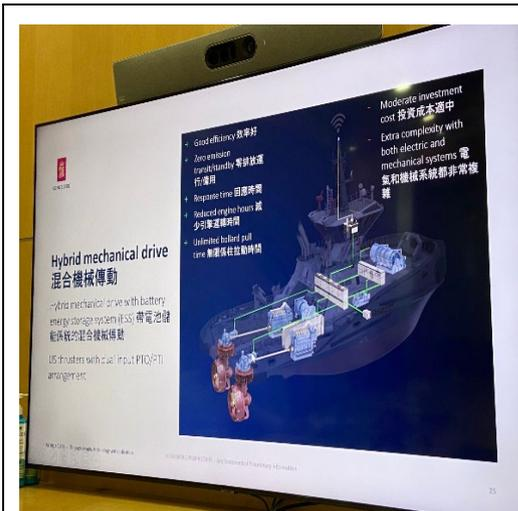 Hybrid mechanical drive
混合機械傳動
Hybrid mechanical drive with battery
energy storage system (ESS) 帶電池儲
能系統的混合機械傳動
US thrusters with dual input PTO/PTI
arrangement
+ Good efficiency 效率好
+ Zero emission
transit/standby 零排放運
行/備用
+ Response time 回應時間
+ Reduced engine hours 減
少引擎運轉時間
+ Unlimited bollard pull
time 無限係柱拉動時間
- Moderate investment
cost 投資成本適中
- Extra complexity with
both electric and
mechanical systems 電
氣和機械系統都非常複
雜
25